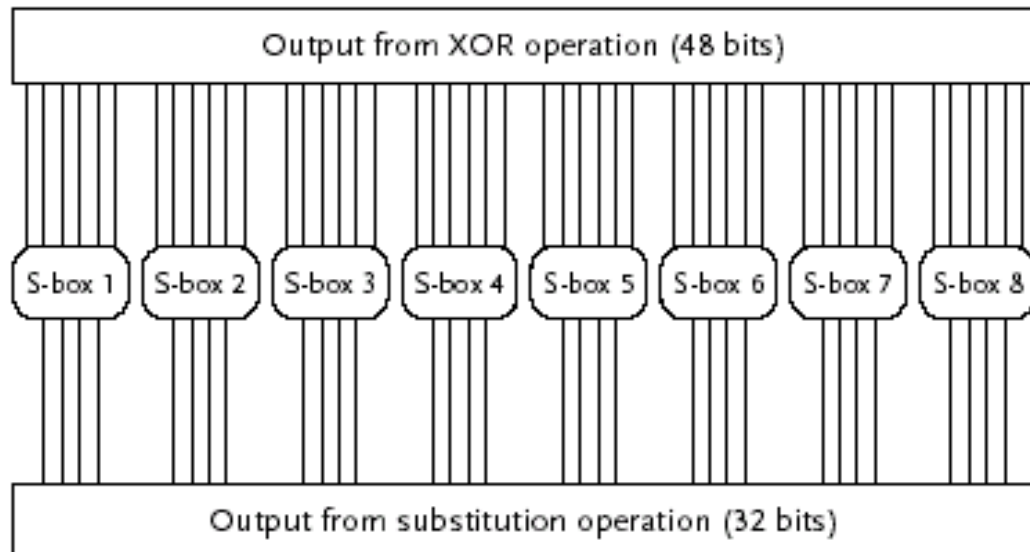 Output from XOR operation (48 bits)
S-box 1 S-box 2 S-box 3 S-box 4 S-box 5 S-box 6 S-box 7 S-box 8
Output from substitution operation (32 bits)